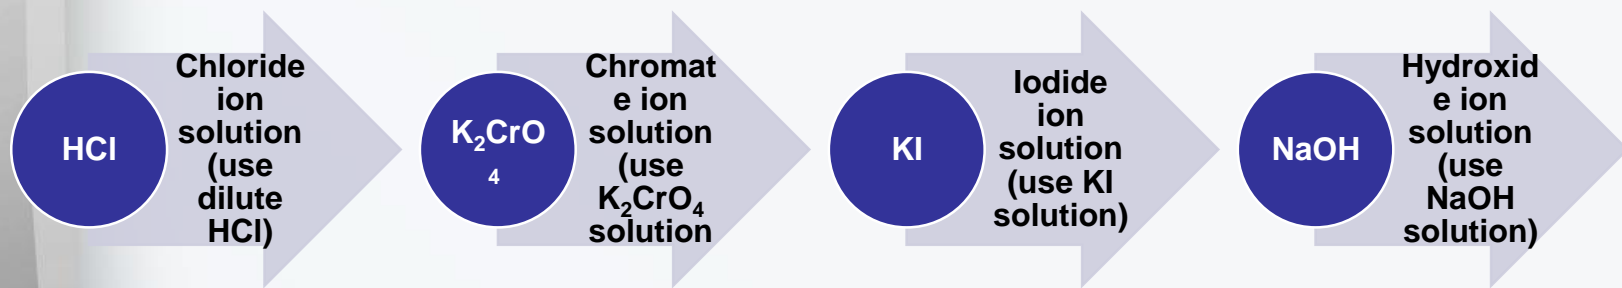 HCl
Chloride
ion
solution
(use
dilute
HCl)
K₂CrO
₄
Chromat
e ion
solution
(use
K₂CrO₄
solution
KI
Iodide
ion
solution
(use KI
solution)
NaOH
Hydroxid
e ion
solution
(use
NaOH
solution)